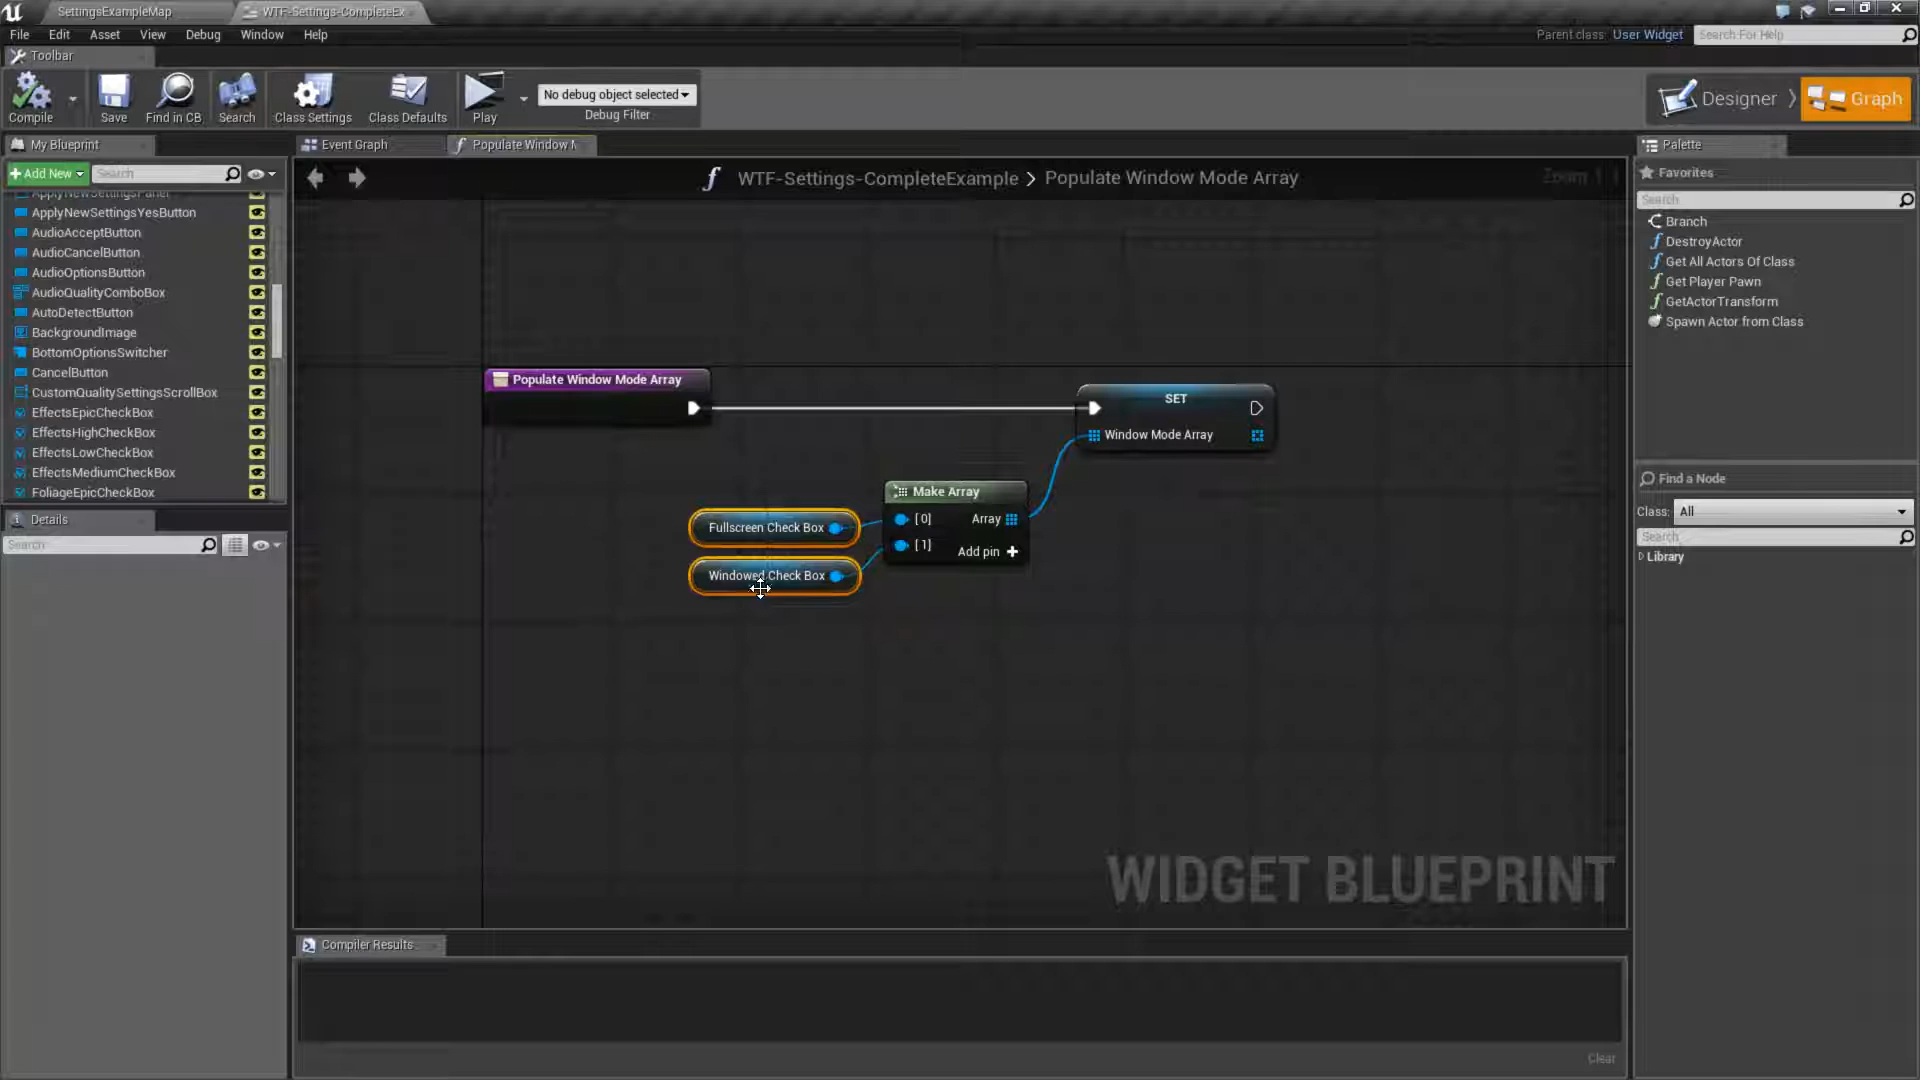 SettingsExampleMap
WTF-Settings-CompleteEx
File Edit Asset View Debug Window Help
Parent class: User Widget
Search For Help
Toolbar
Compile
Save
Find in CB
Search
Class Settings
Class Defaults
Play
No debug object selected
Debug Filter
Designer
Graph
My Blueprint
Add New
Search
ApplyNewSettingsPanel
ApplyNewSettingsYesButton
AudioAcceptButton
AudioCancelButton
AudioOptionsButton
AudioQualityComboBox
AutoDetectButton
BackgroundImage
BottomOptionsSwitcher
CancelButton
CustomQualitySettingsScrollBox
EffectsEpicCheckBox
EffectsHighCheckBox
EffectsLowCheckBox
EffectsMediumCheckBox
FoliageEpicCheckBox
Details
Search
Event Graph
Populate Window M
WTF-Settings-CompleteExample > Populate Window Mode Array
Populate Window Mode Array
SET
Window Mode Array
Make Array
[0] Array
[1]
Add pin
Fullscreen Check Box
Windowed Check Box
WIDGET BLUEPRINT
Compiler Results
Clear
Palette
Favorites
Search
Branch
DestroyActor
Get All Actors Of Class
Get Player Pawn
GetActorTransform
Spawn Actor from Class
Find a Node
Class: All
Search
Library